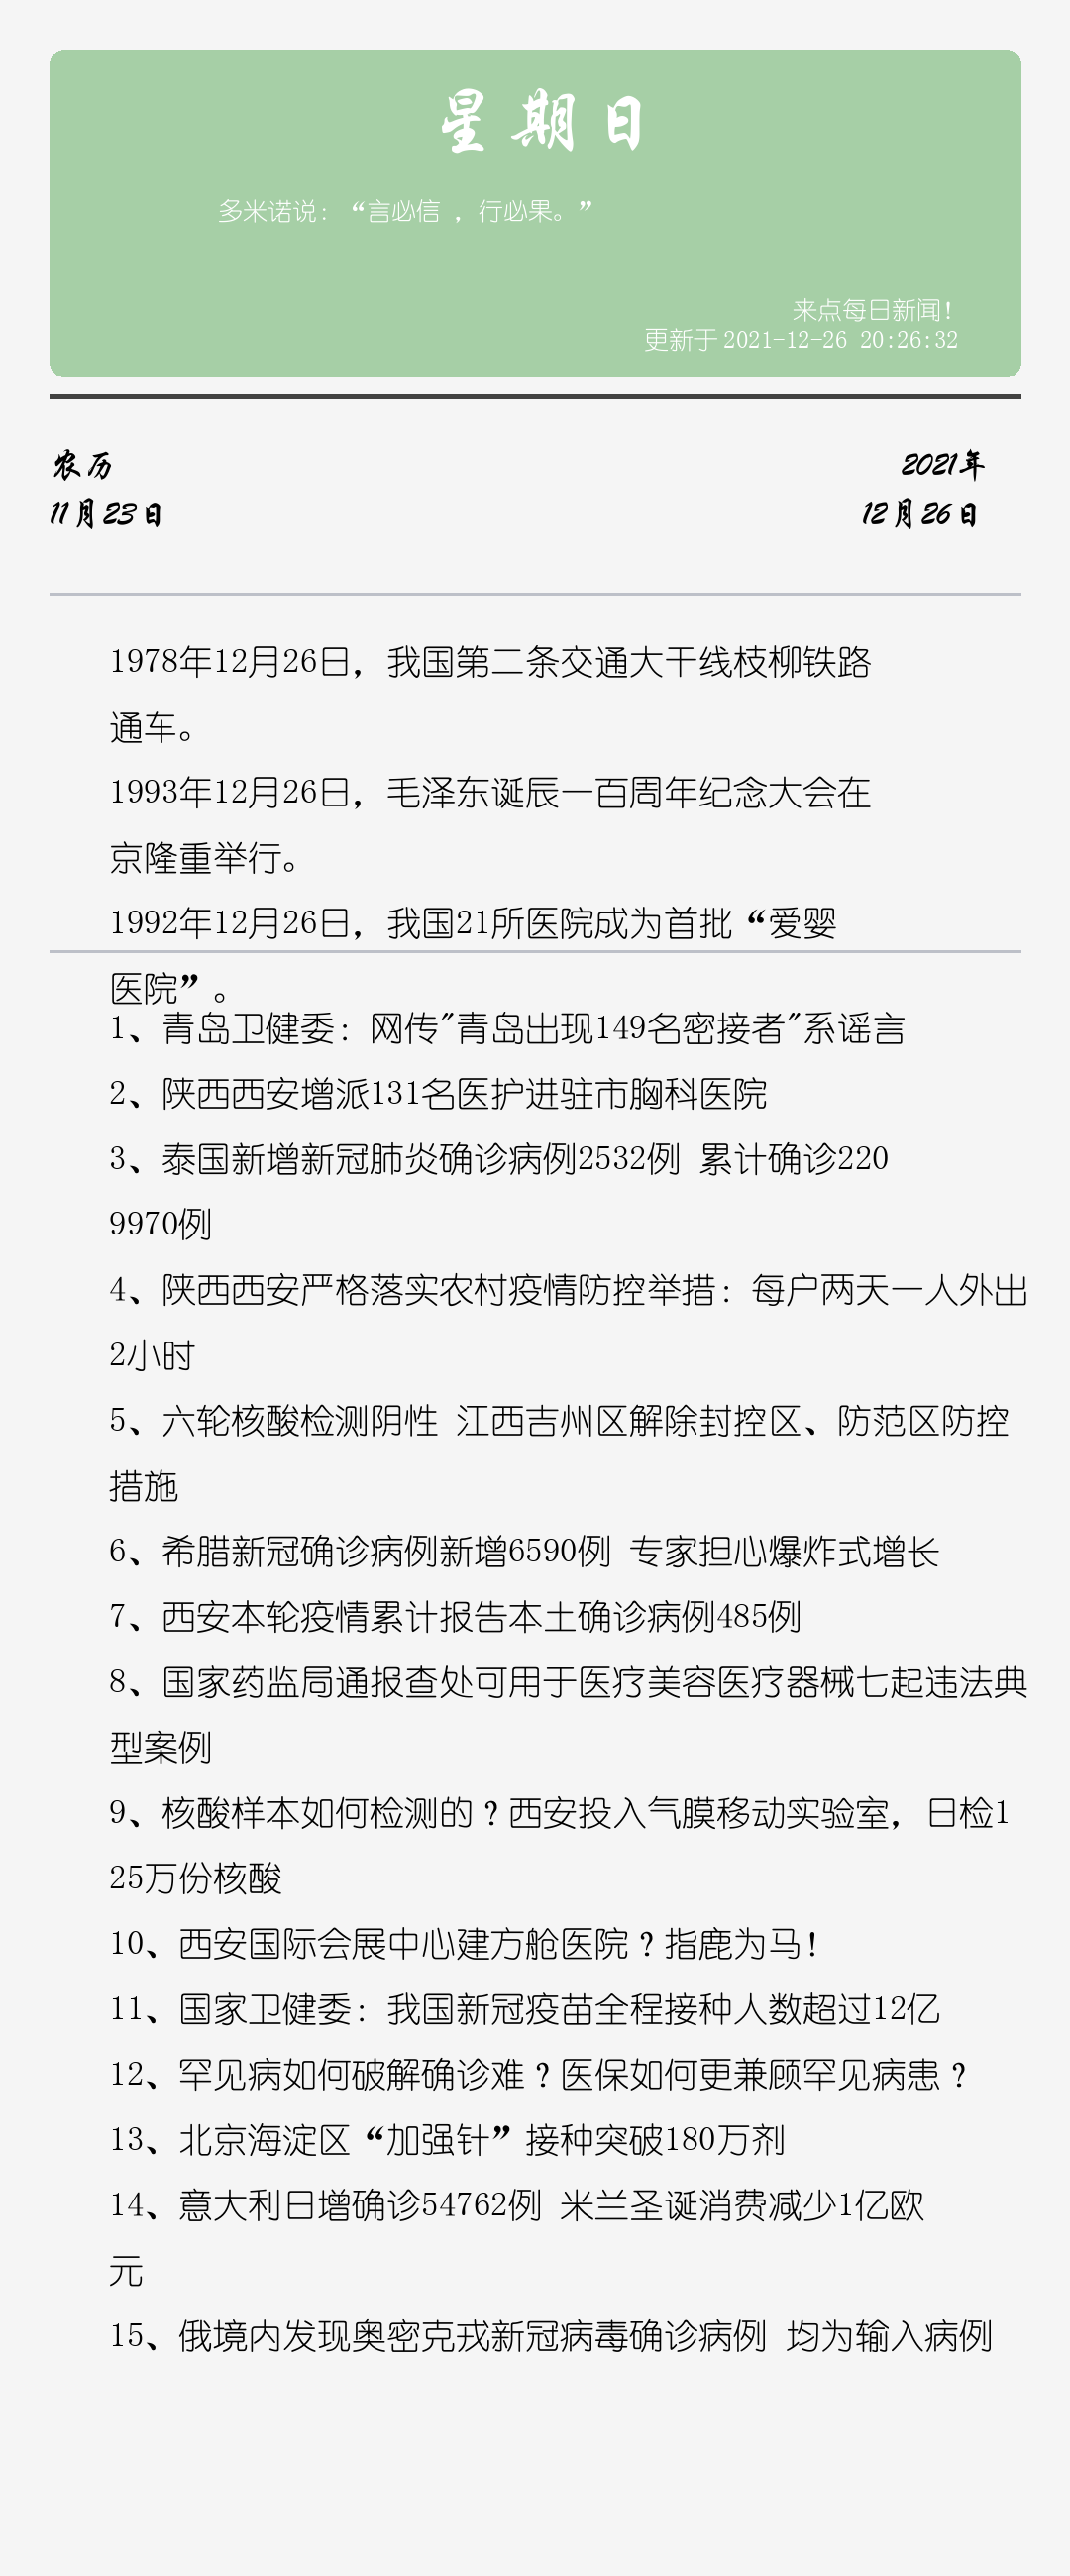 星期日
多米诺说：“言必信 ，行必果。”
来点每日新闻！
更新于2021-12-26 20:26:32
农历
2021年
11月23日
12月26日
1978年12月26日，我国第二条交通大干线枝柳铁路
通车。
1993年12月26日，毛泽东诞辰一百周年纪念大会在
京隆重举行。
1992年12月26日，我国21所医院成为首批“爱婴
医院”。
1、青岛卫健委：网传"青岛出现149名密接者"系谣言
2、陕西西安增派131名医护进驻市胸科医院
3、泰国新增新冠肺炎确诊病例2532例 累计确诊220
9970例
4、陕西西安严格落实农村疫情防控举措：每户两天一人外出
2小时
5、六轮核酸检测阴性 江西吉州区解除封控区、防范区防控
措施
6、希腊新冠确诊病例新增6590例 专家担心爆炸式增长
7、西安本轮疫情累计报告本土确诊病例485例
8、国家药监局通报查处可用于医疗美容医疗器械七起违法典
型案例
9、核酸样本如何检测的？西安投入气膜移动实验室，日检1
25万份核酸
10、西安国际会展中心建方舱医院？指鹿为马！
11、国家卫健委：我国新冠疫苗全程接种人数超过12亿
12、罕见病如何破解确诊难？医保如何更兼顾罕见病患？
13、北京海淀区“加强针”接种突破180万剂
14、意大利日增确诊54762例 米兰圣诞消费减少1亿欧
元
15、俄境内发现奥密克戎新冠病毒确诊病例 均为输入病例